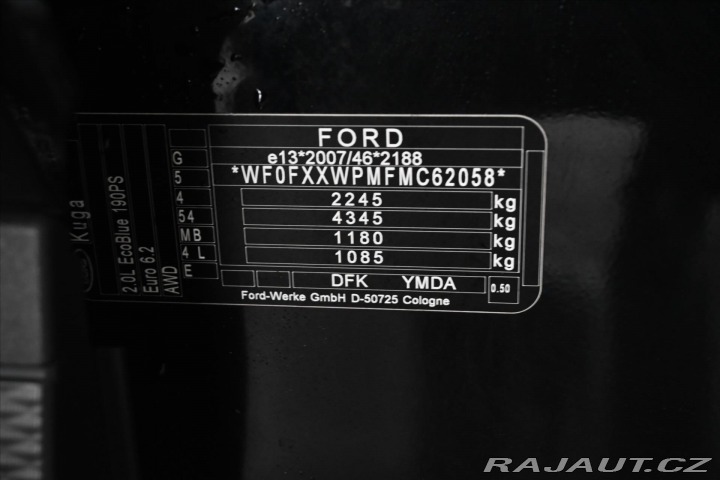 FORD
e13*2007/46*2188
*WF0FXXWPMFMC62058*
2245 kg
4345 kg
1180 kg
1085 kg
DFK YMDA 0.50
Ford-Werke GmbH D-50725 Cologne
G
5
4
54
MB
4 L
E
Kuga
2.0L EcoBlue 190PS
Euro 6.2
AWD
RAJAUT.CZ